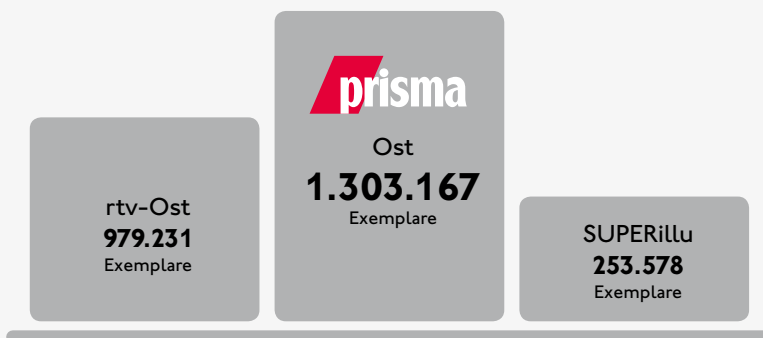 rtv-Ost
979.231
Exemplare
prisma
Ost
1.303.167
Exemplare
SUPERillu
253.578
Exemplare